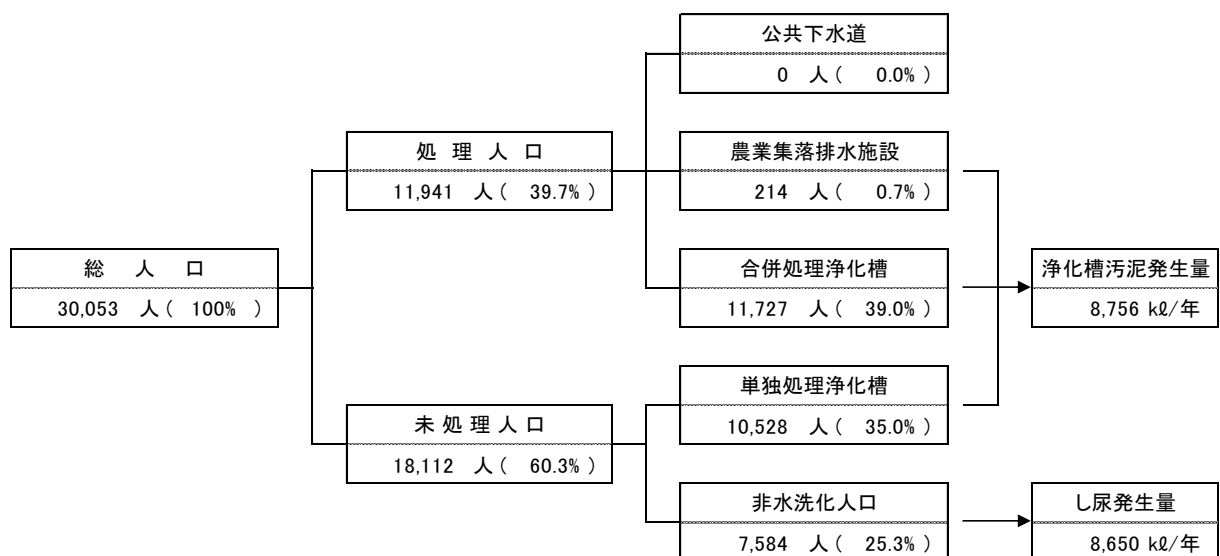 公共下水道
0 人( 0.0% )
処 理 人 口
11,941 人( 39.7% )
農業集落排水施設
214 人( 0.7% )
総 人 口
30,053 人( 100% )
合併処理浄化槽
11,727 人( 39.0% )
浄化槽汚泥発生量
8,756 kℓ/年
単独処理浄化槽
10,528 人( 35.0% )
未 処 理 人 口
18,112 人( 60.3% )
非水洗化人口
7,584 人( 25.3% )
し尿発生量
8,650 kℓ/年